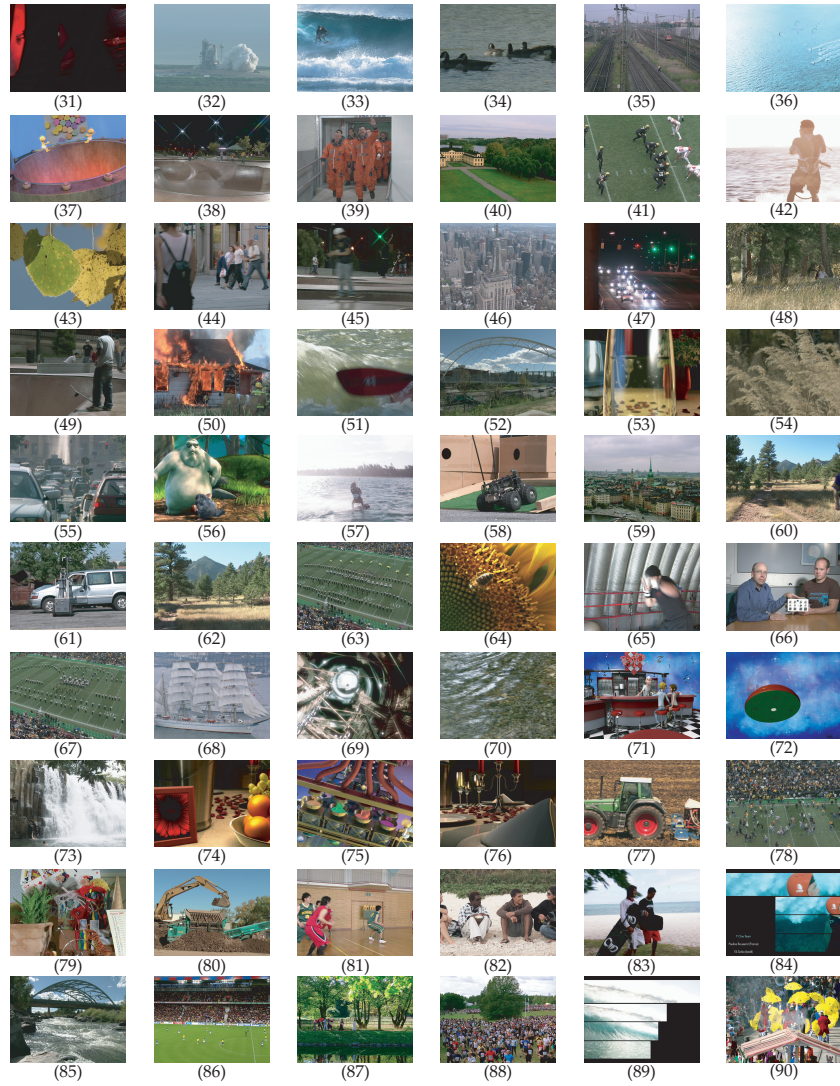 (31) (32) (33) (34) (35) (36)
(37) (38) (39) (40) (41) (42)
(43) (44) (45) (46) (47) (48)
(49) (50) (51) (52) (53) (54)
(55) (56) (57) (58) (59) (60)
(61) (62) (63) (64) (65) (66)
(67) (68) (69) (70) (71) (72)
(73) (74) (75) (76) (77) (78)
(79) (80) (81) (82) (83) (84)
(85) (86) (87) (88) (89) (90)